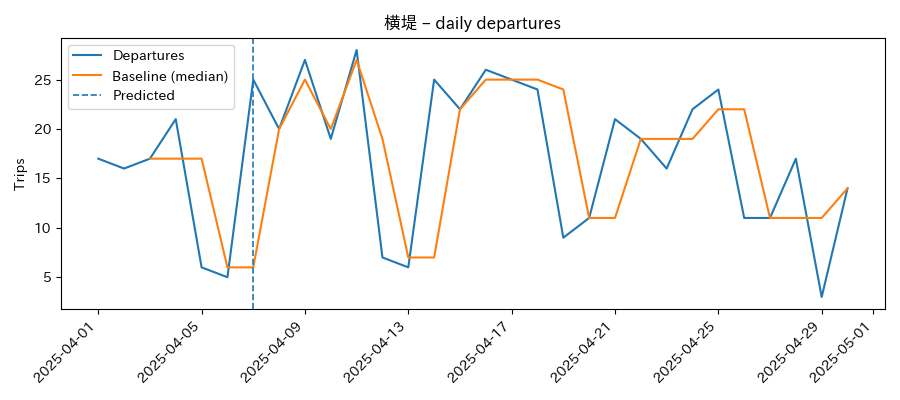 横堤 – daily departures
Departures
Baseline (median)
Predicted
Trips
25
20
15
10
5
2025-04-01
2025-04-05
2025-04-09
2025-04-13
2025-04-17
2025-04-21
2025-04-25
2025-04-29
2025-05-01